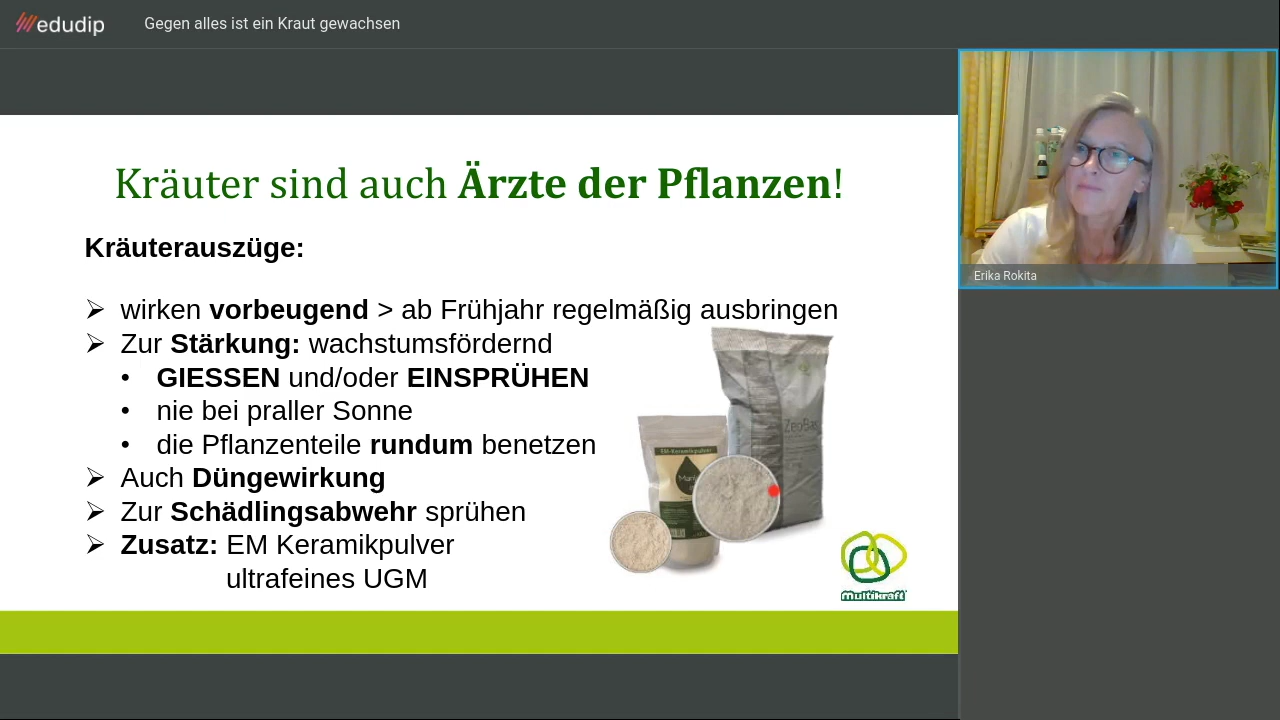 edudip
Gegen alles ist ein Kraut gewachsen
Kräuter sind auch Ärzte der Pflanzen!
Kräuterauszüge:
➢ wirken vorbeugend > ab Frühjahr regelmäßig ausbringen
➢ Zur Stärkung: wachstumsfördernd
• GIESSEN und/oder EINSPRÜHEN
• nie bei praller Sonne
• die Pflanzenteile rundum benetzen
➢ Auch Düngewirkung
➢ Zur Schädlingsabwehr sprühen
➢ Zusatz: EM Keramikpulver
ultrafeines UGM
EM-Keramikpulver
multikraft
Erika Rokita